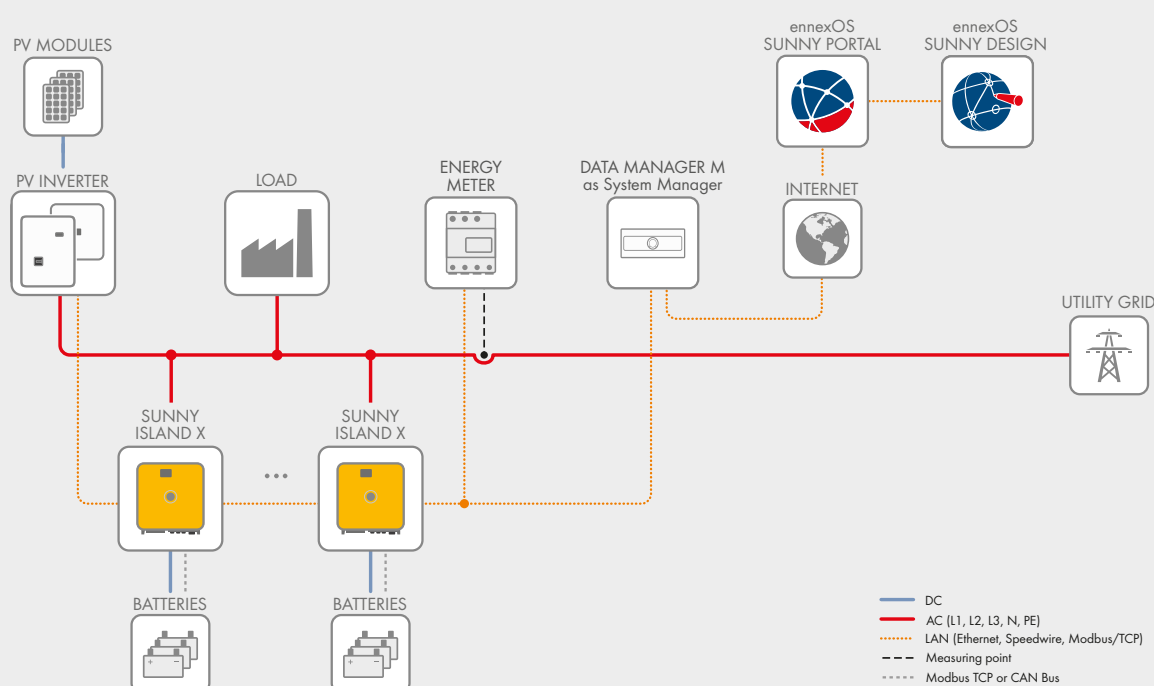 ennexOS
SUNNY PORTAL
ennexOS
SUNNY DESIGN
PV MODULES
PV INVERTER
LOAD
ENERGY
METER
DATA MANAGER M
as System Manager
INTERNET
UTILITY GRID
SUNNY
ISLAND X
SUNNY
ISLAND X
...
BATTERIES
BATTERIES
DC
AC (L1, L2, L3, N, PE)
LAN (Ethernet, Speedwire, Modbus/TCP)
Measuring point
Modbus TCP or CAN Bus